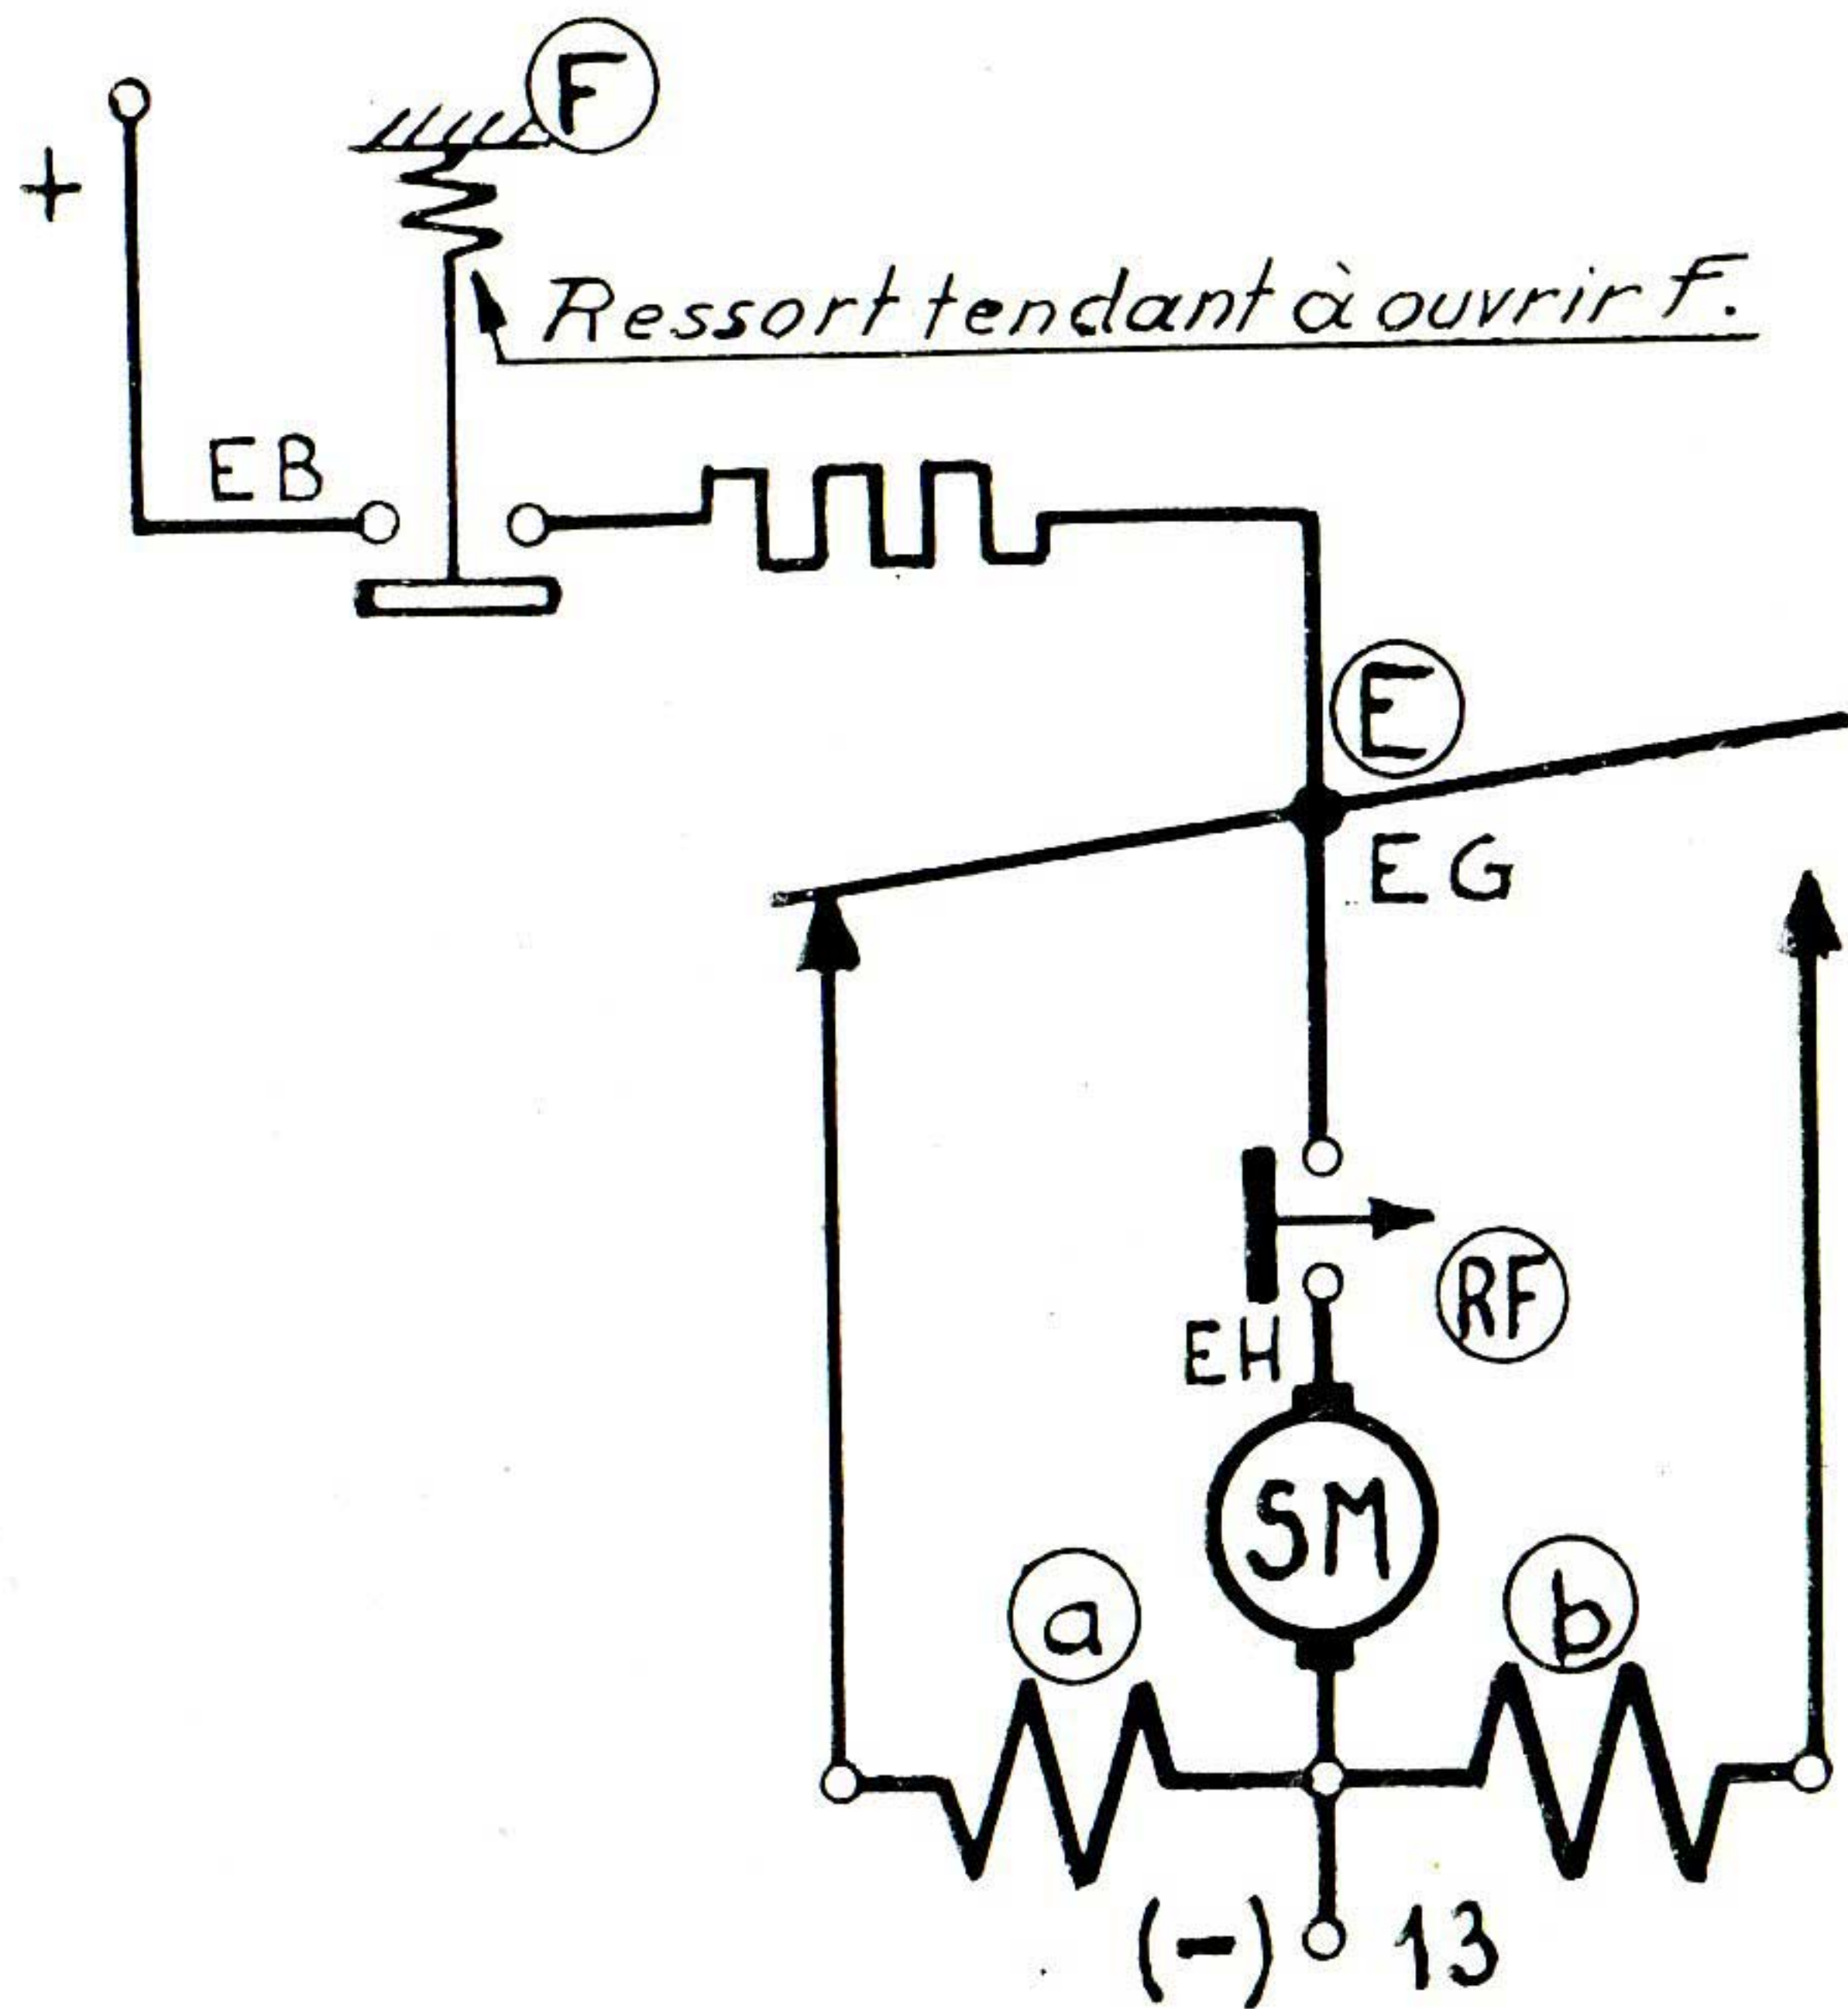 F
+
Ressort tendant à ouvrir F.
EB
E
EG
RF
EH
SM
a
b
(-) 13